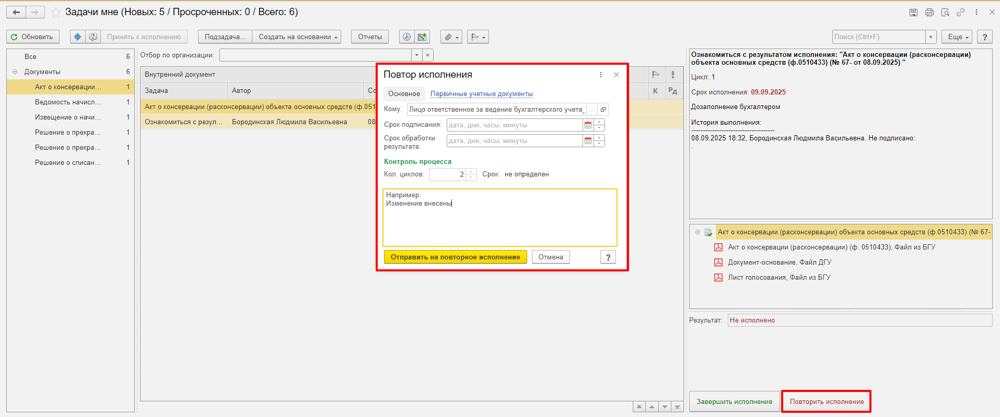 Задачи мне (Новых: 5 / Просроченных: 0 / Всего: 6)
Обновить
Принять к исполнению
Подзадача...
Создать на основании
Отчеты
Поиск (Ctrl+F)
×
Еще
?
Все 6
Документы 6
Акт о консервации... 1
Ведомость начисл... 1
Извещение о начи... 1
Решение о прекра... 1
Решение о прекра... 1
Решение о списан... 1
Отбор по организации:
×
Внутренний документ
Задача Автор Со К Рд
Акт о консервации (расконсервации) объекта основных средств (ф.051
Ознакомиться с резул... Бородинская Людмила Васильевна 08
Повтор исполнения
Основное Первичные учетные документы
Кому: Лицо ответственное за ведение бухгалтерского учета_ ...
Срок подписания: дата, дни, часы, минуты
Срок обработки
результата: дата, дни, часы, минуты
Контроль процесса
Кол. циклов: 2 Срок: не определен
Например:
Изменение внесены
Отправить на повторное исполнение
Отмена
?
Ознакомиться с результатом исполнения: "Акт о консервации (расконсервации)
объекта основных средств (ф.0510433) (№ 67- от 08.09.2025) "
Цикл: 1
Срок исполнения: 09.09.2025
Дозаполнение бухгалтером
История выполнения:
------------------------------------
08.09.2025 18:32, Бородинская Людмила Васильевна. Не подписано:
.
Акт о консервации (расконсервации) объекта основных средств (ф.0510433) (№ 67-
Акт о консервации (расконсервации) (ф. 0510433), Файл из БГУ
Документ-основание, Файл ДГУ
Лист голосования, Файл из БГУ
Результат: Не исполнено
Завершить исполнение
Повторить исполнение